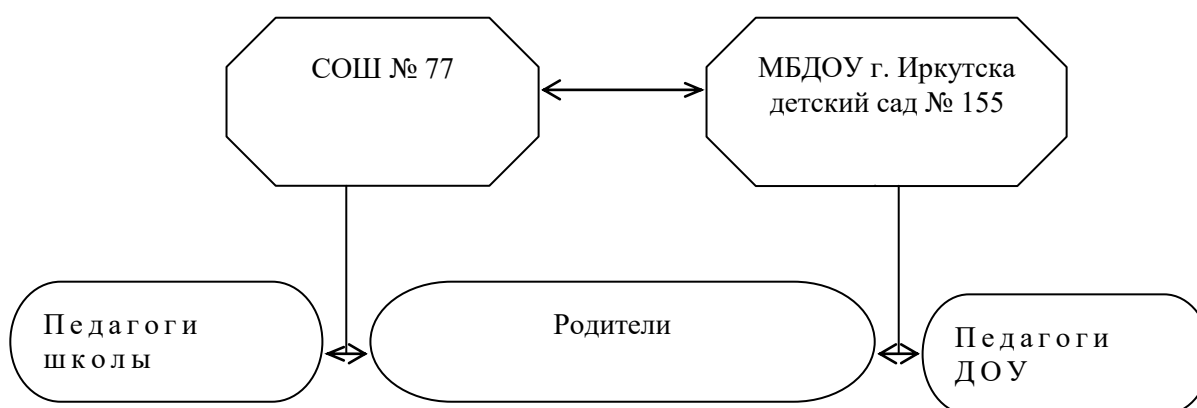 СОШ № 77
МБДОУ г. Иркутска
детский сад № 155
Педагоги
школы
Родители
Педагоги
ДОУ